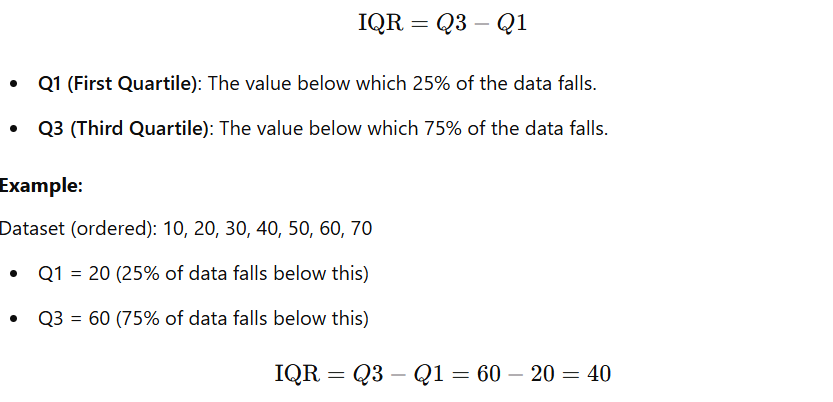 IQR = Q3 − Q1
• Q1 (First Quartile): The value below which 25% of the data falls.
• Q3 (Third Quartile): The value below which 75% of the data falls.
Example:
Dataset (ordered): 10, 20, 30, 40, 50, 60, 70
• Q1 = 20 (25% of data falls below this)
• Q3 = 60 (75% of data falls below this)
IQR = Q3 − Q1 = 60 − 20 = 40